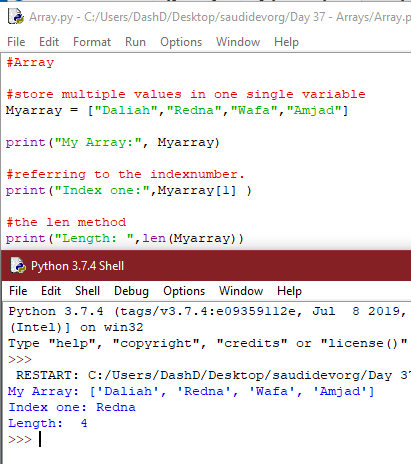 Array.py - C:/Users/DashD/Desktop/saudidevorg/Day 37 - Arrays/Array.p
File Edit Format Run Options Window Help
#Array
#store multiple values in one single variable
Myarray = ["Daliah","Redna","Wafa","Amjad"]
print("My Array:", Myarray)
#referring to the indexnumber.
print("Index one:",Myarray[1] )
#the len method
print("Length: ",len(Myarray))
Python 3.7.4 Shell
File Edit Shell Debug Options Window Help
Python 3.7.4 (tags/v3.7.4:e09359112e, Jul  8 2019,
(Intel)] on win32
Type "help", "copyright", "credits" or "license()"
>>>
 RESTART: C:/Users/DashD/Desktop/saudidevorg/Day 37
My Array: ['Daliah', 'Redna', 'Wafa', 'Amjad']
Index one: Redna
Length:  4
>>>